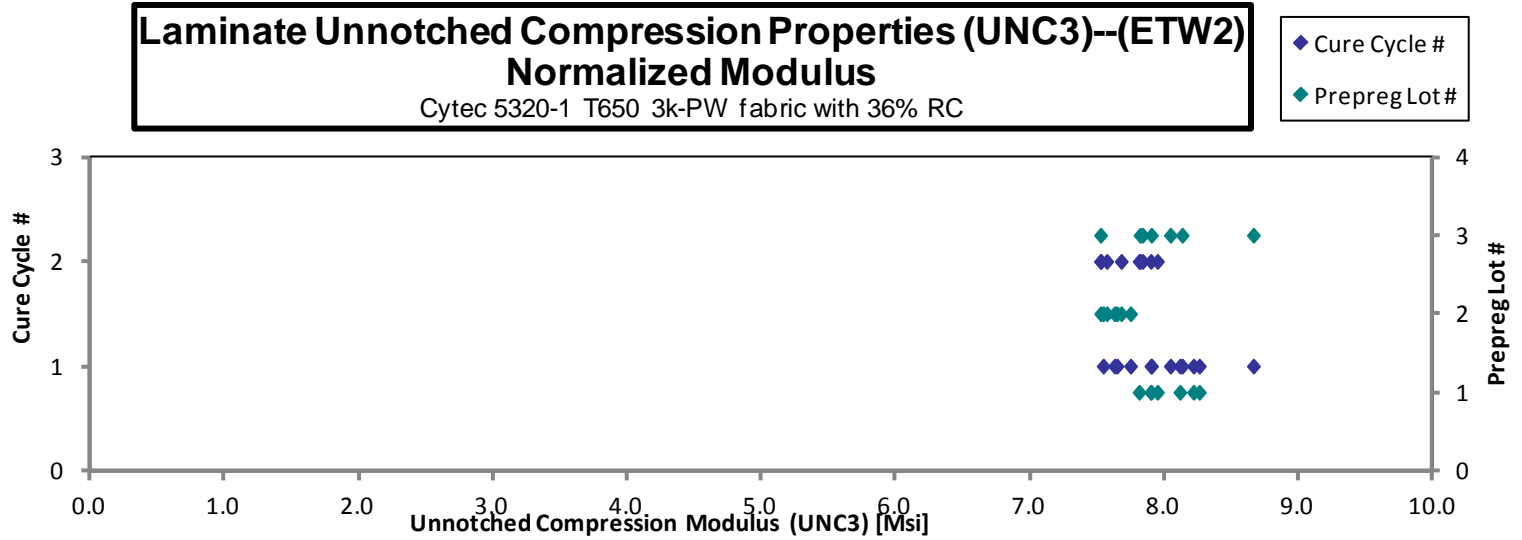 Laminate Unnotched Compression Properties (UNC3)--(ETW2)
Normalized Modulus
Cytec 5320-1 T650 3k-PW fabric with 36% RC
Cure Cycle #
Prepreg Lot #
3
2
1
0
Cure Cycle #
4
3
2
1
0
Prepreg Lot #
0.0 1.0 2.0 3.0 4.0 5.0 6.0 7.0 8.0 9.0 10.0
Unnotched Compression Modulus (UNC3) [Msi]